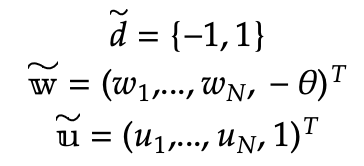 d̃ = {−1, 1}
𝕨̃ = (w₁,..., w_N, − θ)ᵀ
𝕦̃ = (u₁,..., u_N, 1)ᵀ